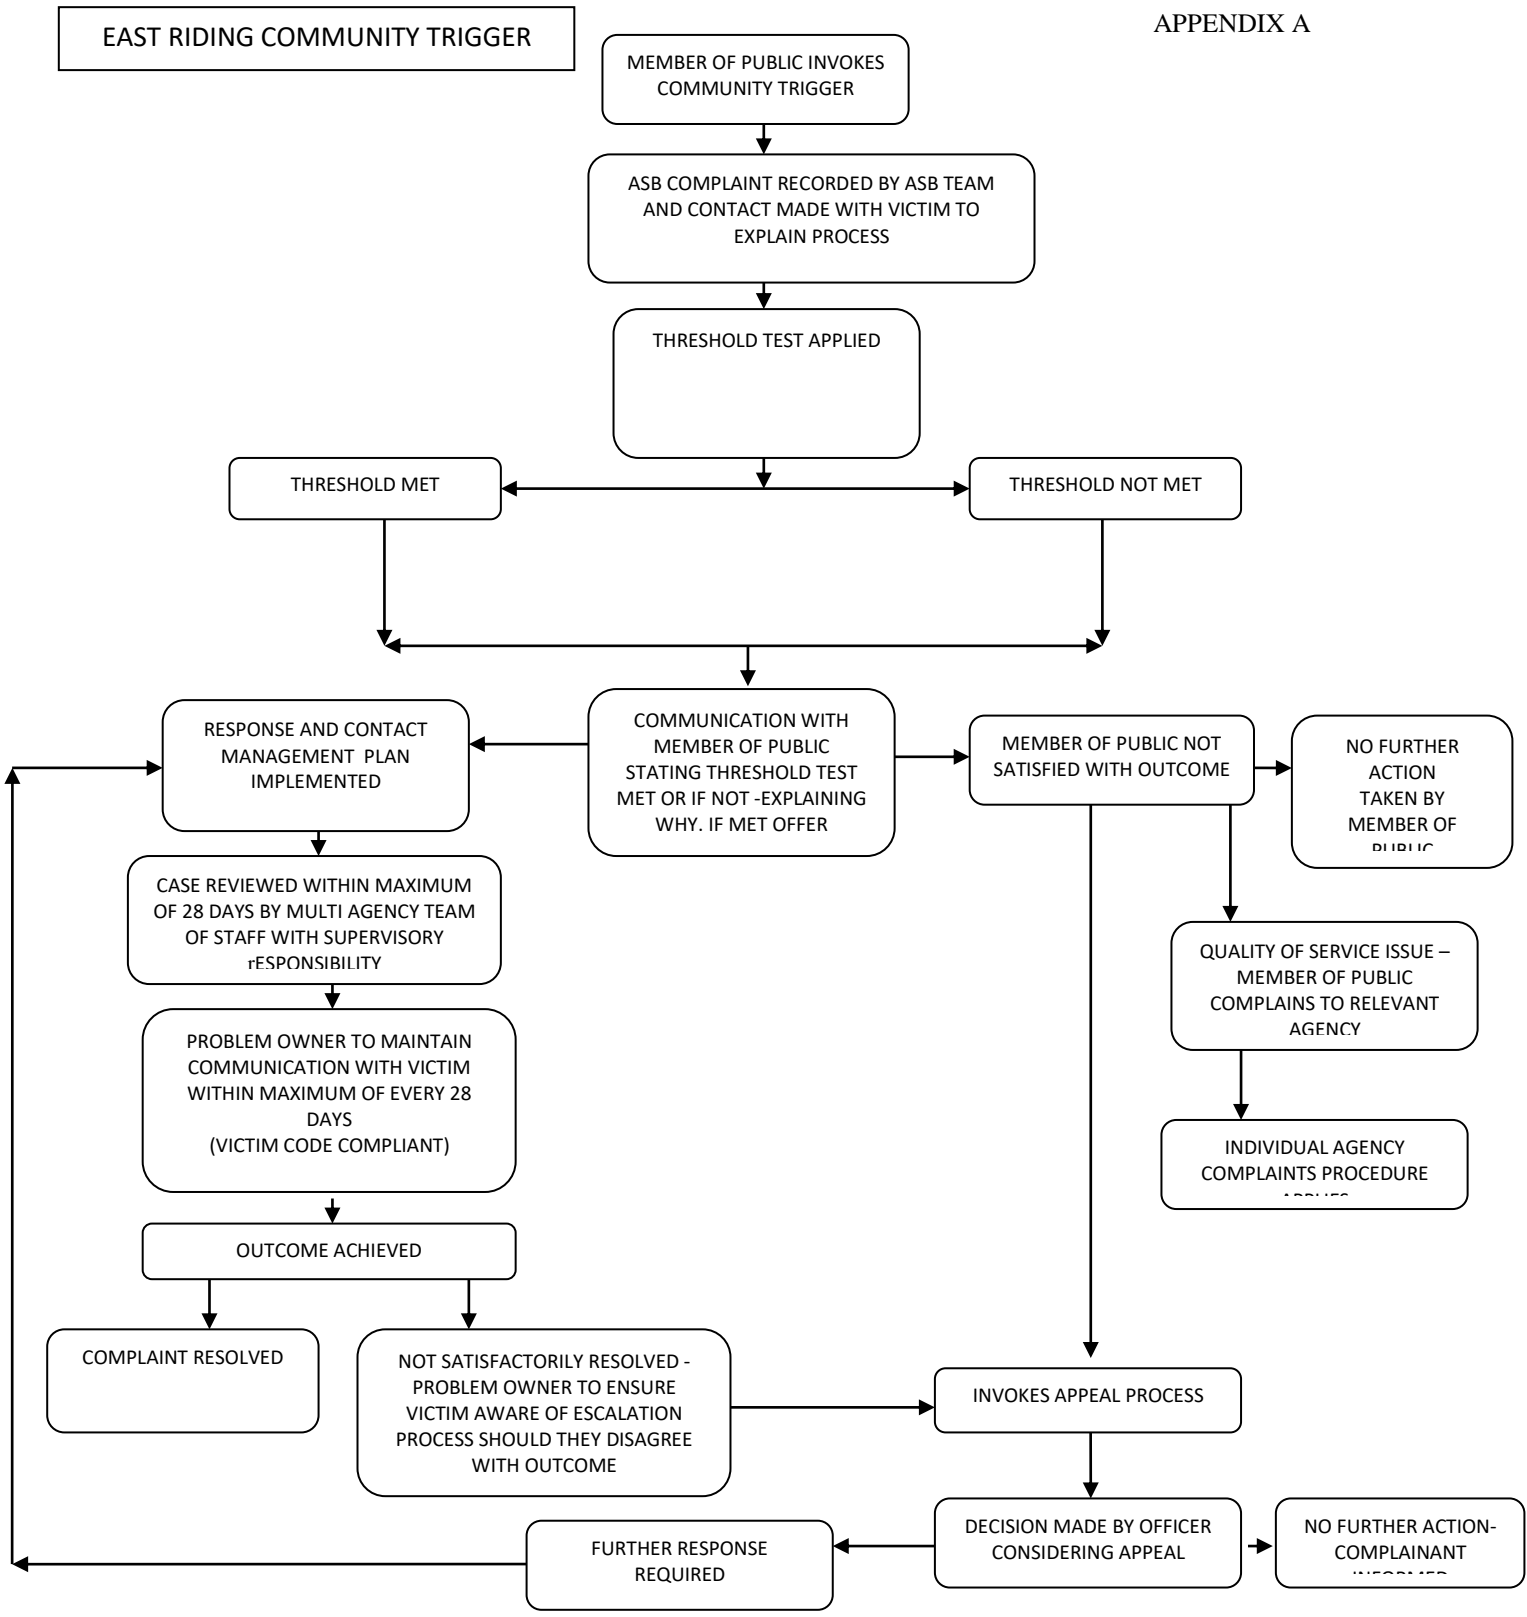 EAST RIDING COMMUNITY TRIGGER
APPENDIX A
MEMBER OF PUBLIC INVOKES
COMMUNITY TRIGGER
ASB COMPLAINT RECORDED BY ASB TEAM
AND CONTACT MADE WITH VICTIM TO
EXPLAIN PROCESS
THRESHOLD TEST APPLIED
THRESHOLD MET
THRESHOLD NOT MET
RESPONSE AND CONTACT
MANAGEMENT PLAN
IMPLEMENTED
COMMUNICATION WITH
MEMBER OF PUBLIC
STATING THRESHOLD TEST
MET OR IF NOT -EXPLAINING
WHY. IF MET OFFER
MEMBER OF PUBLIC NOT
SATISFIED WITH OUTCOME
NO FURTHER
ACTION
TAKEN BY
MEMBER OF
PUBLIC
CASE REVIEWED WITHIN MAXIMUM
OF 28 DAYS BY MULTI AGENCY TEAM
OF STAFF WITH SUPERVISORY
rESPONSIBILITY
QUALITY OF SERVICE ISSUE –
MEMBER OF PUBLIC
COMPLAINS TO RELEVANT
AGENCY
PROBLEM OWNER TO MAINTAIN
COMMUNICATION WITH VICTIM
WITHIN MAXIMUM OF EVERY 28
DAYS
(VICTIM CODE COMPLIANT)
INDIVIDUAL AGENCY
COMPLAINTS PROCEDURE
APPLIES
OUTCOME ACHIEVED
COMPLAINT RESOLVED
NOT SATISFACTORILY RESOLVED -
PROBLEM OWNER TO ENSURE
VICTIM AWARE OF ESCALATION
PROCESS SHOULD THEY DISAGREE
WITH OUTCOME
INVOKES APPEAL PROCESS
DECISION MADE BY OFFICER
CONSIDERING APPEAL
NO FURTHER ACTION-
COMPLAINANT
INFORMED
FURTHER RESPONSE
REQUIRED